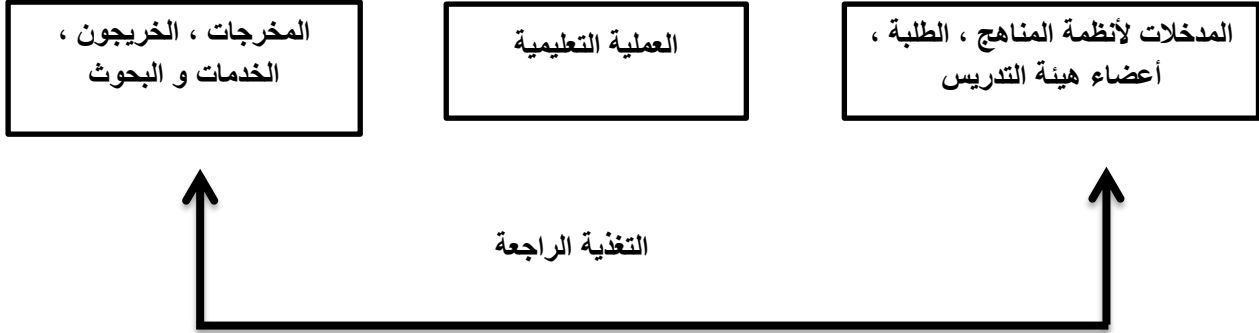 المدخلات لأنظمة المناهج ، الطلبة ،
أعضاء هيئة التدريس
العملية التعليمية
المخرجات ، الخريجون ،
الخدمات و البحوث
التغذية الراجعة